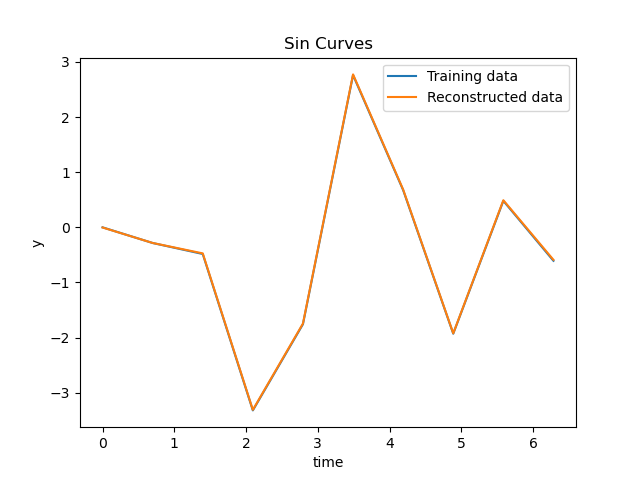 Sin Curves
Training data
Reconstructed data
3
2
1
0
−1
−2
−3
y
0 1 2 3 4 5 6
time